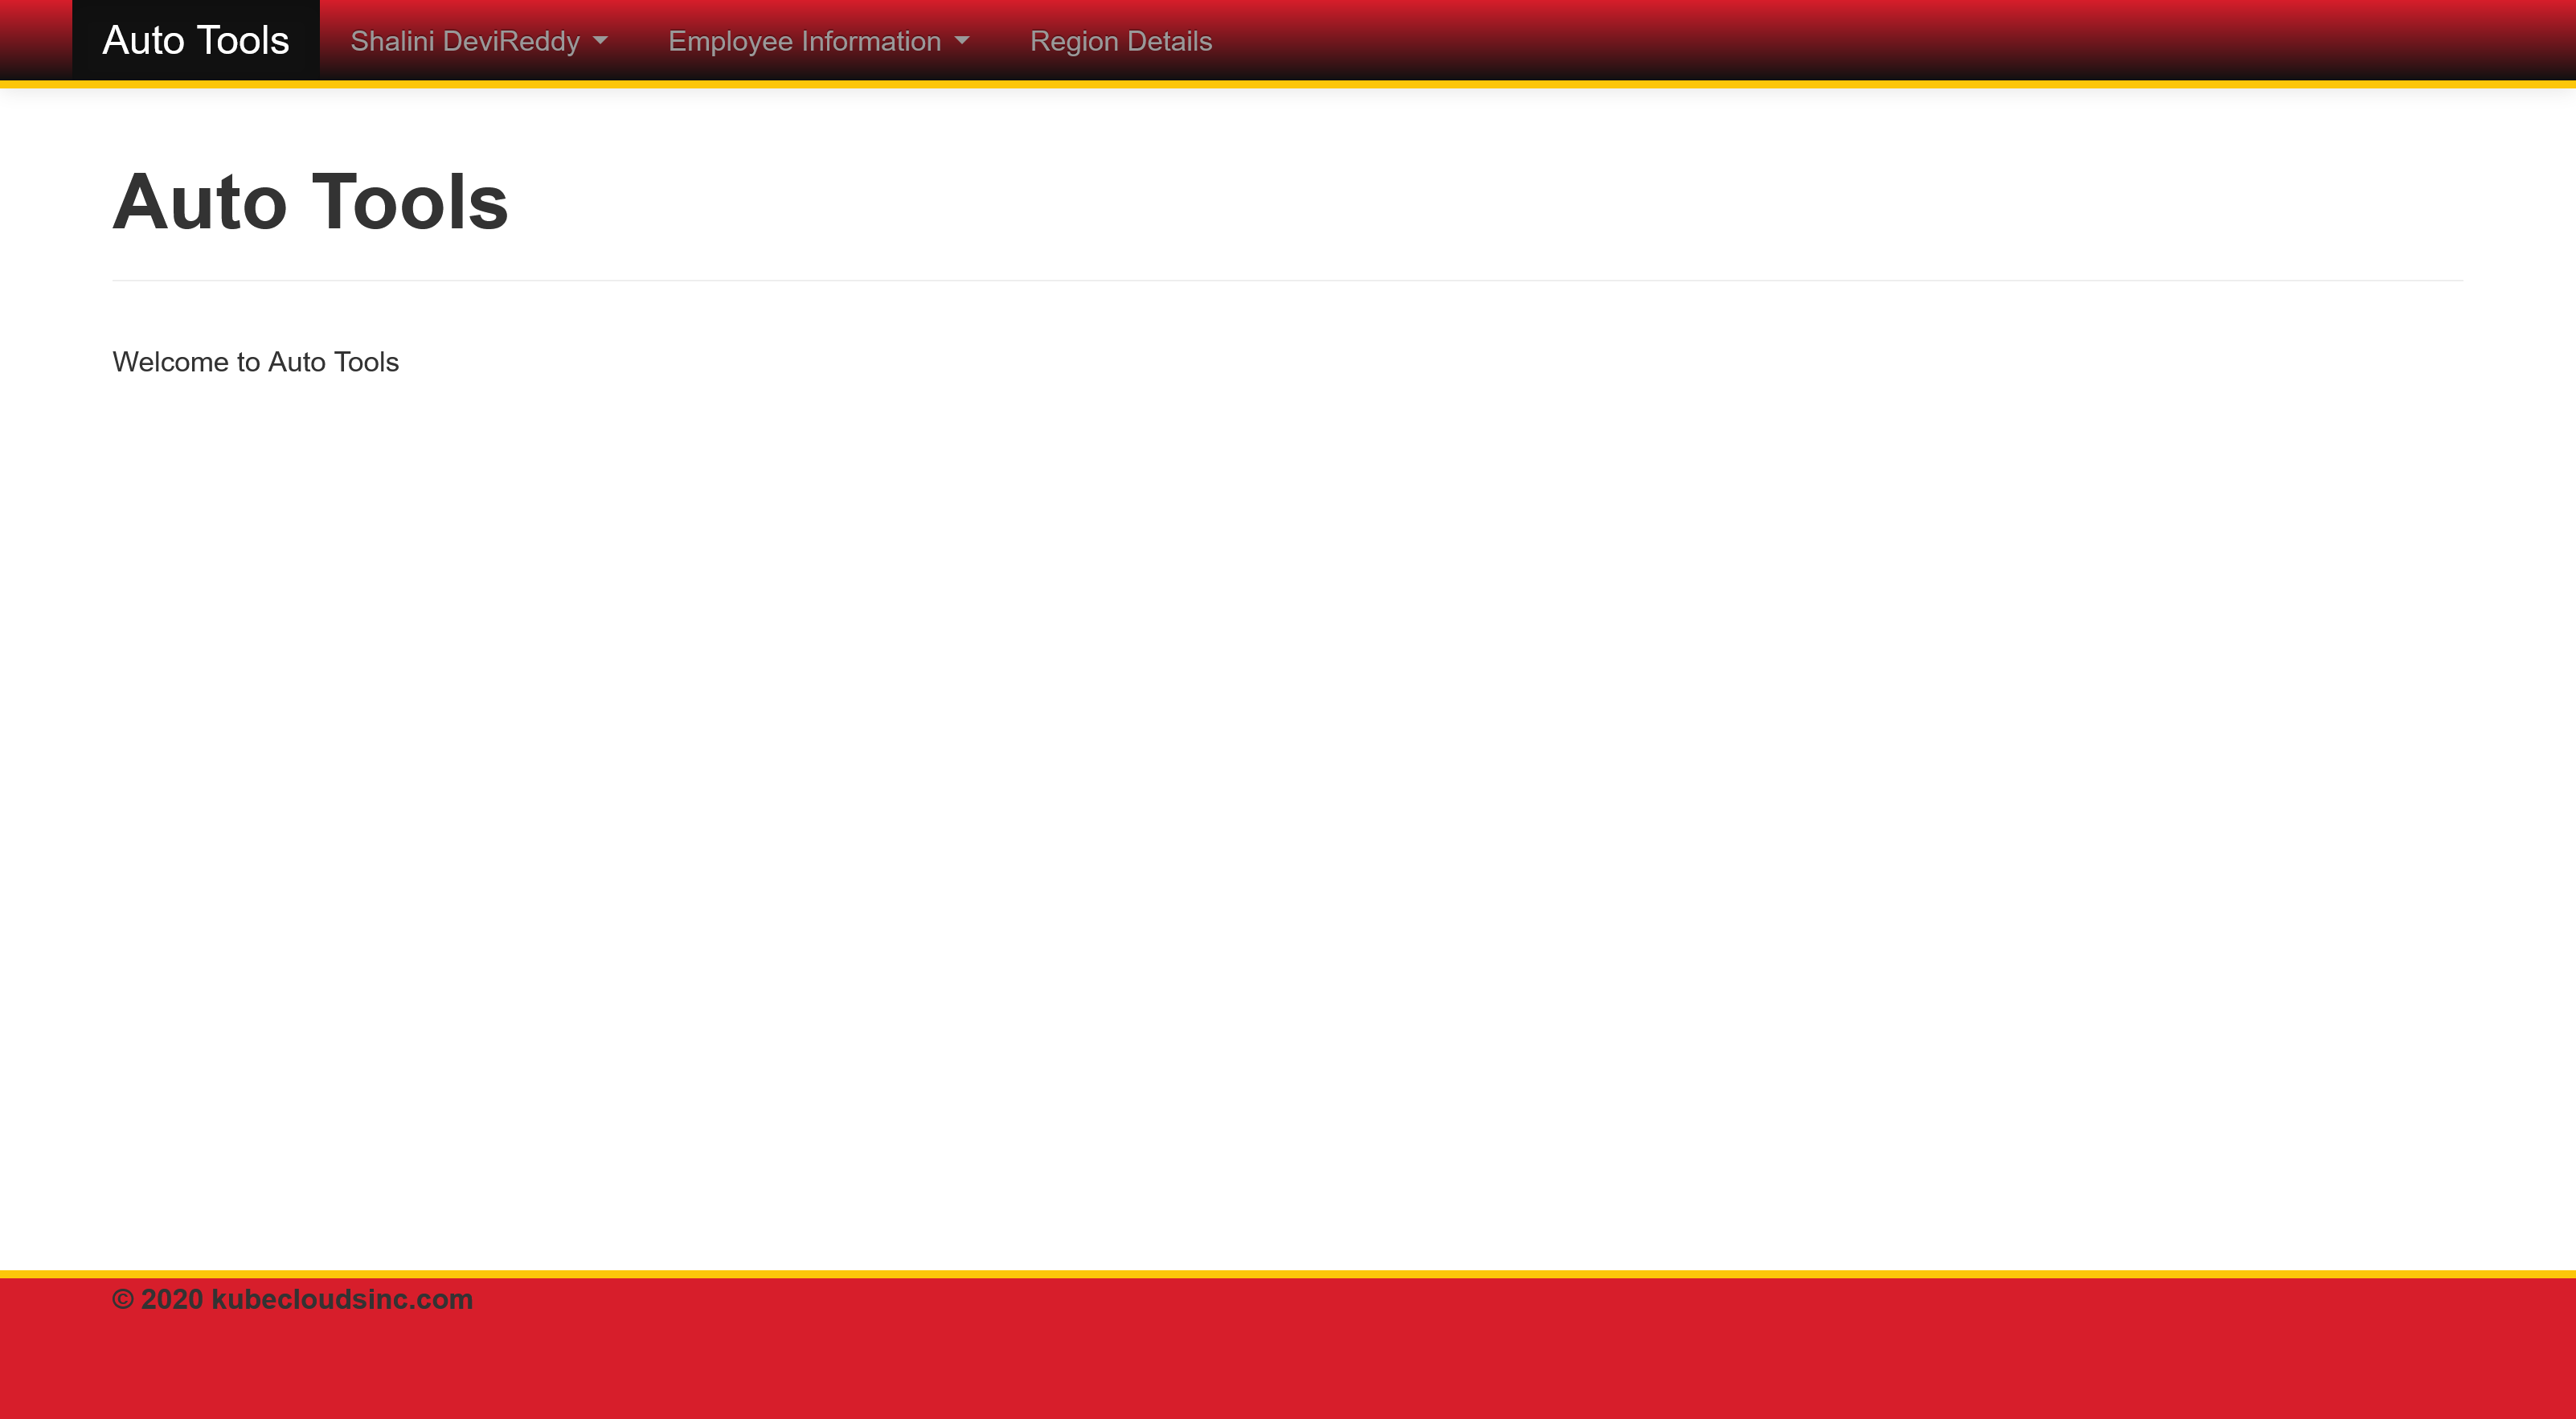 Auto Tools Shalini DeviReddy Employee Information Region Details
Auto Tools
Welcome to Auto Tools
© 2020 kubecloudsinc.com